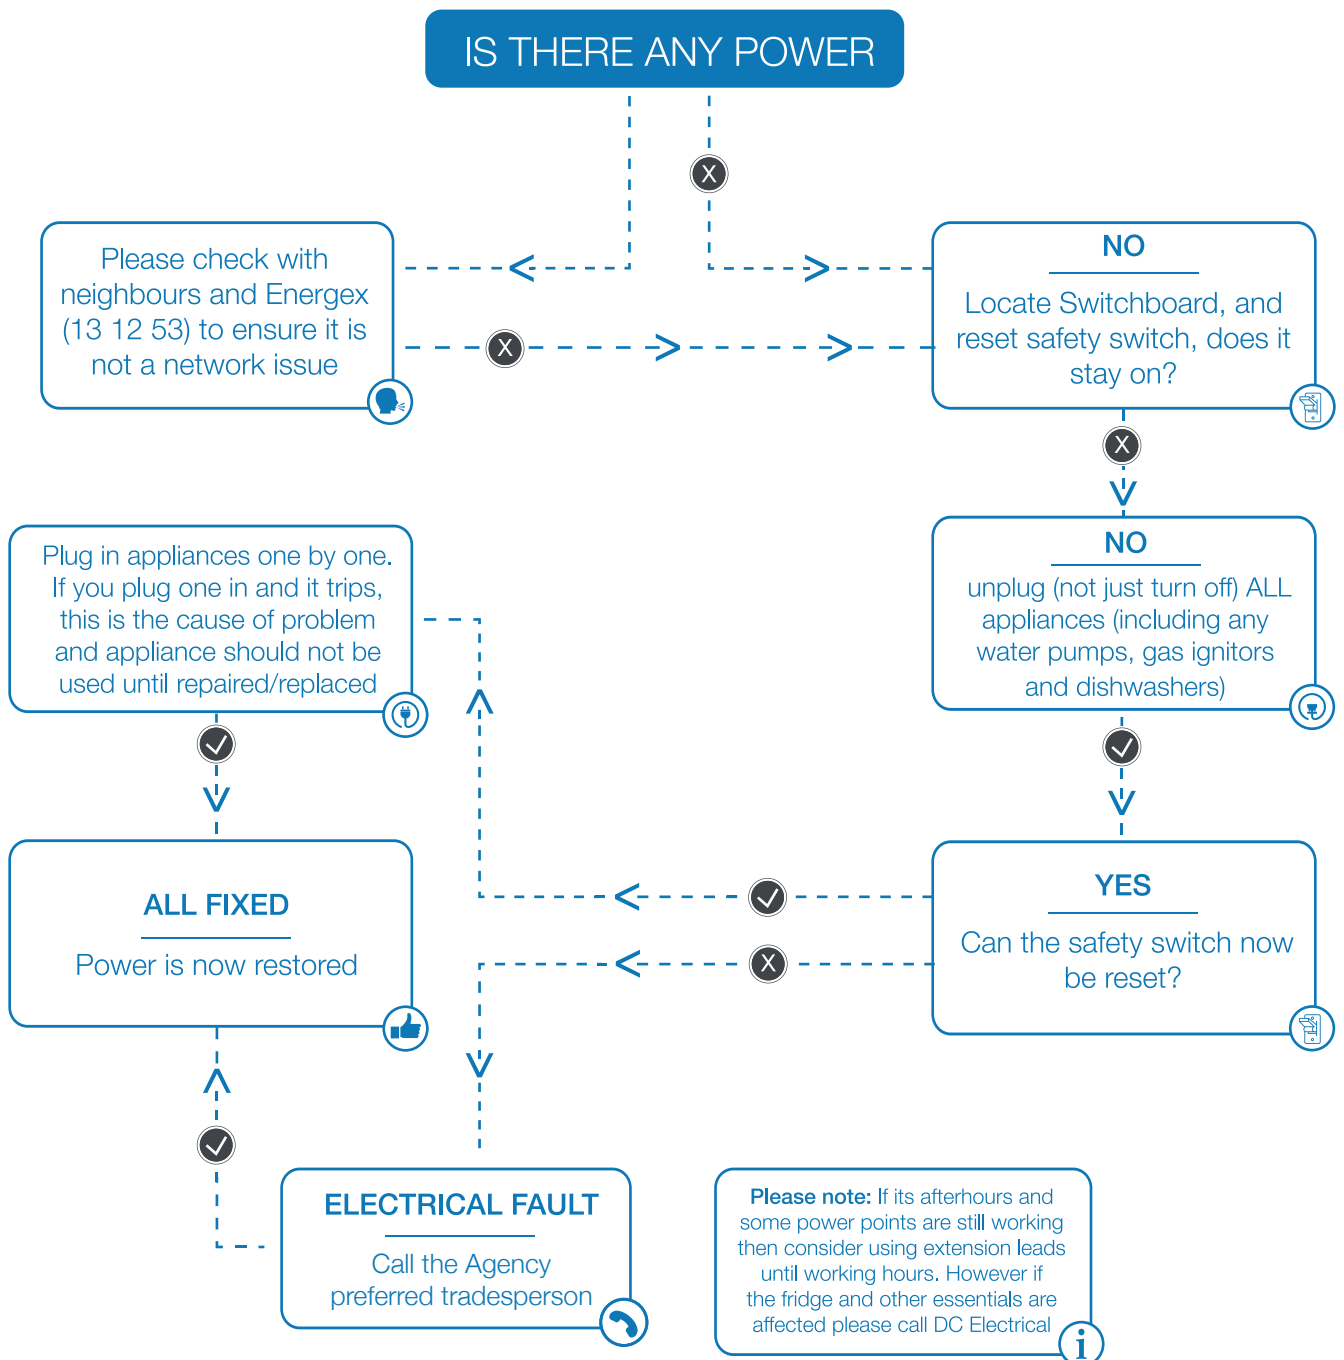 IS THERE ANY POWER
X
Please check with
neighbours and Energex
(13 12 53) to ensure it is
not a network issue
X
NO
Locate Switchboard, and
reset safety switch, does it
stay on?
X
Plug in appliances one by one.
If you plug one in and it trips,
this is the cause of problem
and appliance should not be
used until repaired/replaced
NO
unplug (not just turn off) ALL
appliances (including any
water pumps, gas ignitors
and dishwashers)
ALL FIXED
Power is now restored
YES
Can the safety switch now
be reset?
X
ELECTRICAL FAULT
Call the Agency
preferred tradesperson
Please note: If its afterhours and
some power points are still working
then consider using extension leads
until working hours. However if
the fridge and other essentials are
affected please call DC Electrical
i